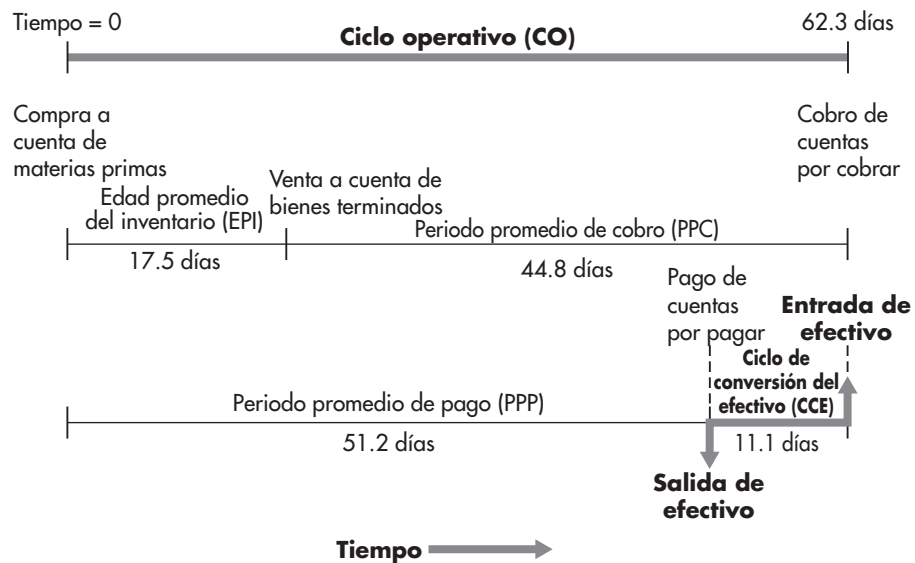 Tiempo = 0
62.3 días
Ciclo operativo (CO)
Compra a
cuenta de
materias primas
Cobro de
cuentas
por cobrar
Edad promedio
del inventario (EPI)
Venta a cuenta de
bienes terminados
Periodo promedio de cobro (PPC)
17.5 días
44.8 días
Pago de
cuentas
por pagar
Entrada de
efectivo
Ciclo de
conversión del
efectivo (CCE)
Periodo promedio de pago (PPP)
51.2 días
11.1 días
Salida de
efectivo
Tiempo